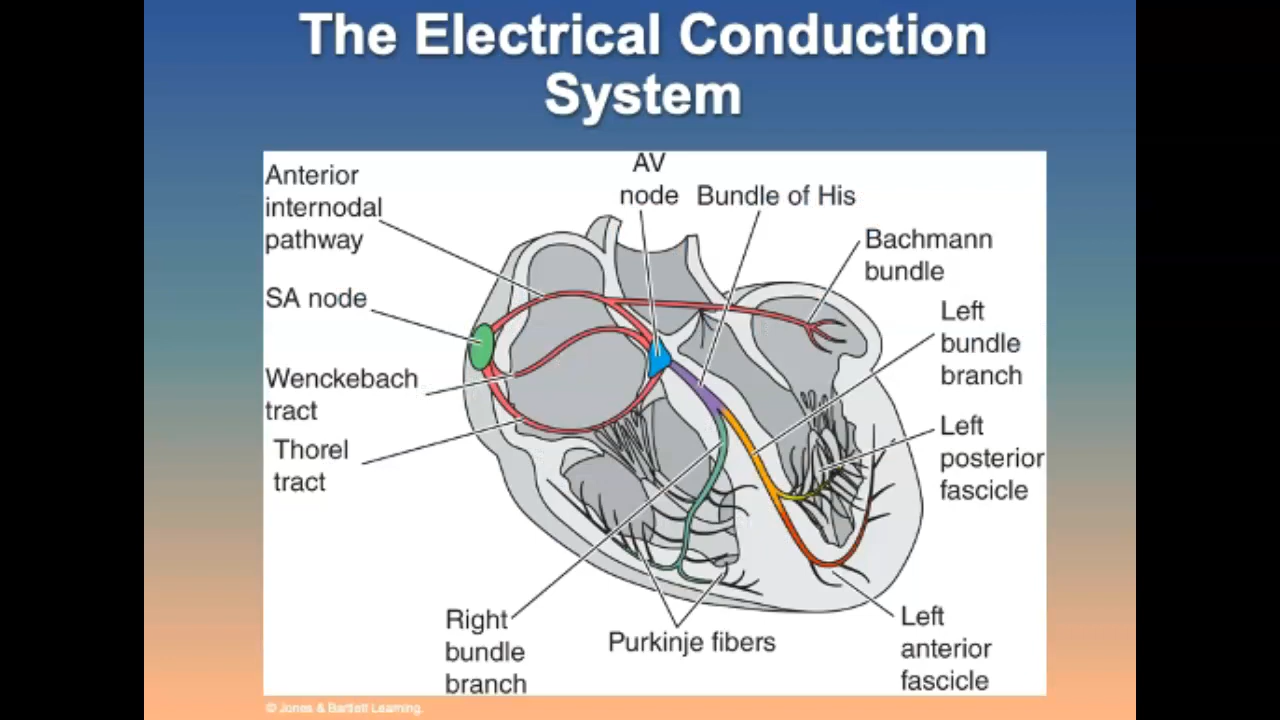 The Electrical Conduction
System
Anterior
internodal
pathway
SA node
Wenckebach
tract
Thorel
tract
AV
node
Bundle of His
Bachmann
bundle
Left
bundle
branch
Left
posterior
fascicle
Left
anterior
fascicle
Purkinje fibers
Right
bundle
branch
© Jones & Bartlett Learning.